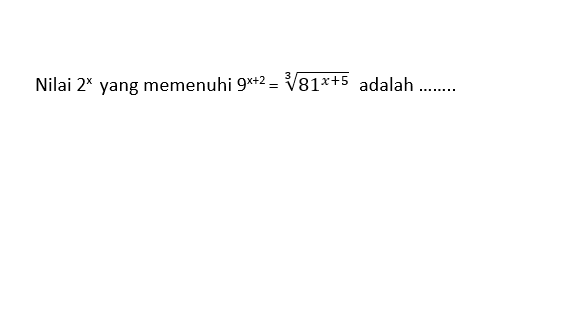 Nilai 2ˣ yang memenuhi 9ˣ⁺² = ∛81ˣ⁺⁵ adalah ........